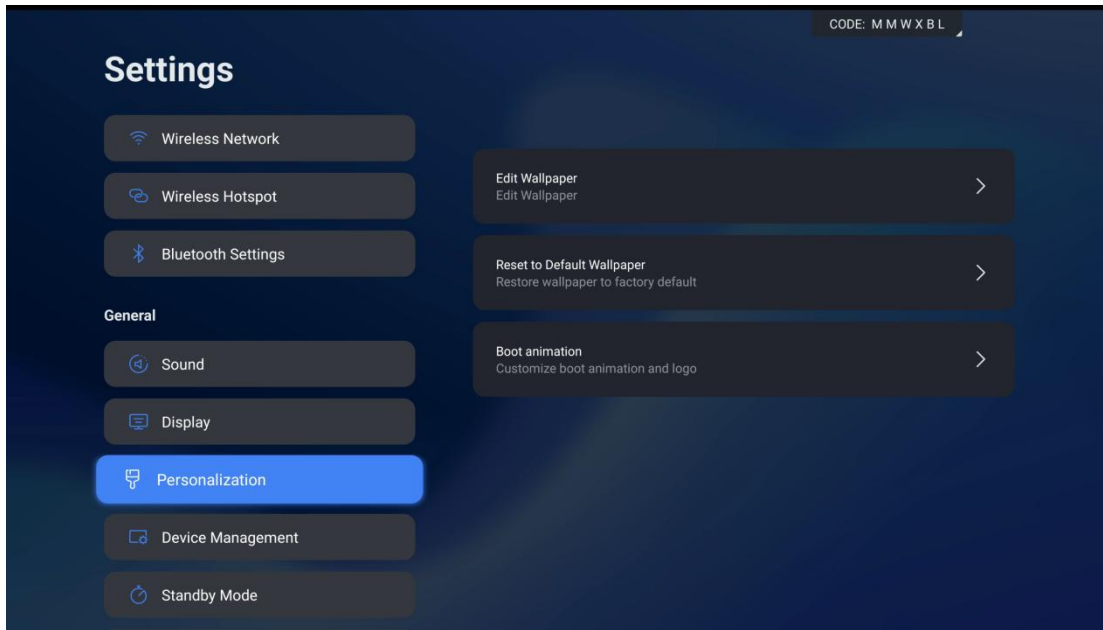 CODE: M M W X B L
Settings
Wireless Network
Wireless Hotspot
Bluetooth Settings
General
Sound
Display
Personalization
Device Management
Standby Mode
Edit Wallpaper
Edit Wallpaper
Reset to Default Wallpaper
Restore wallpaper to factory default
Boot animation
Customize boot animation and logo